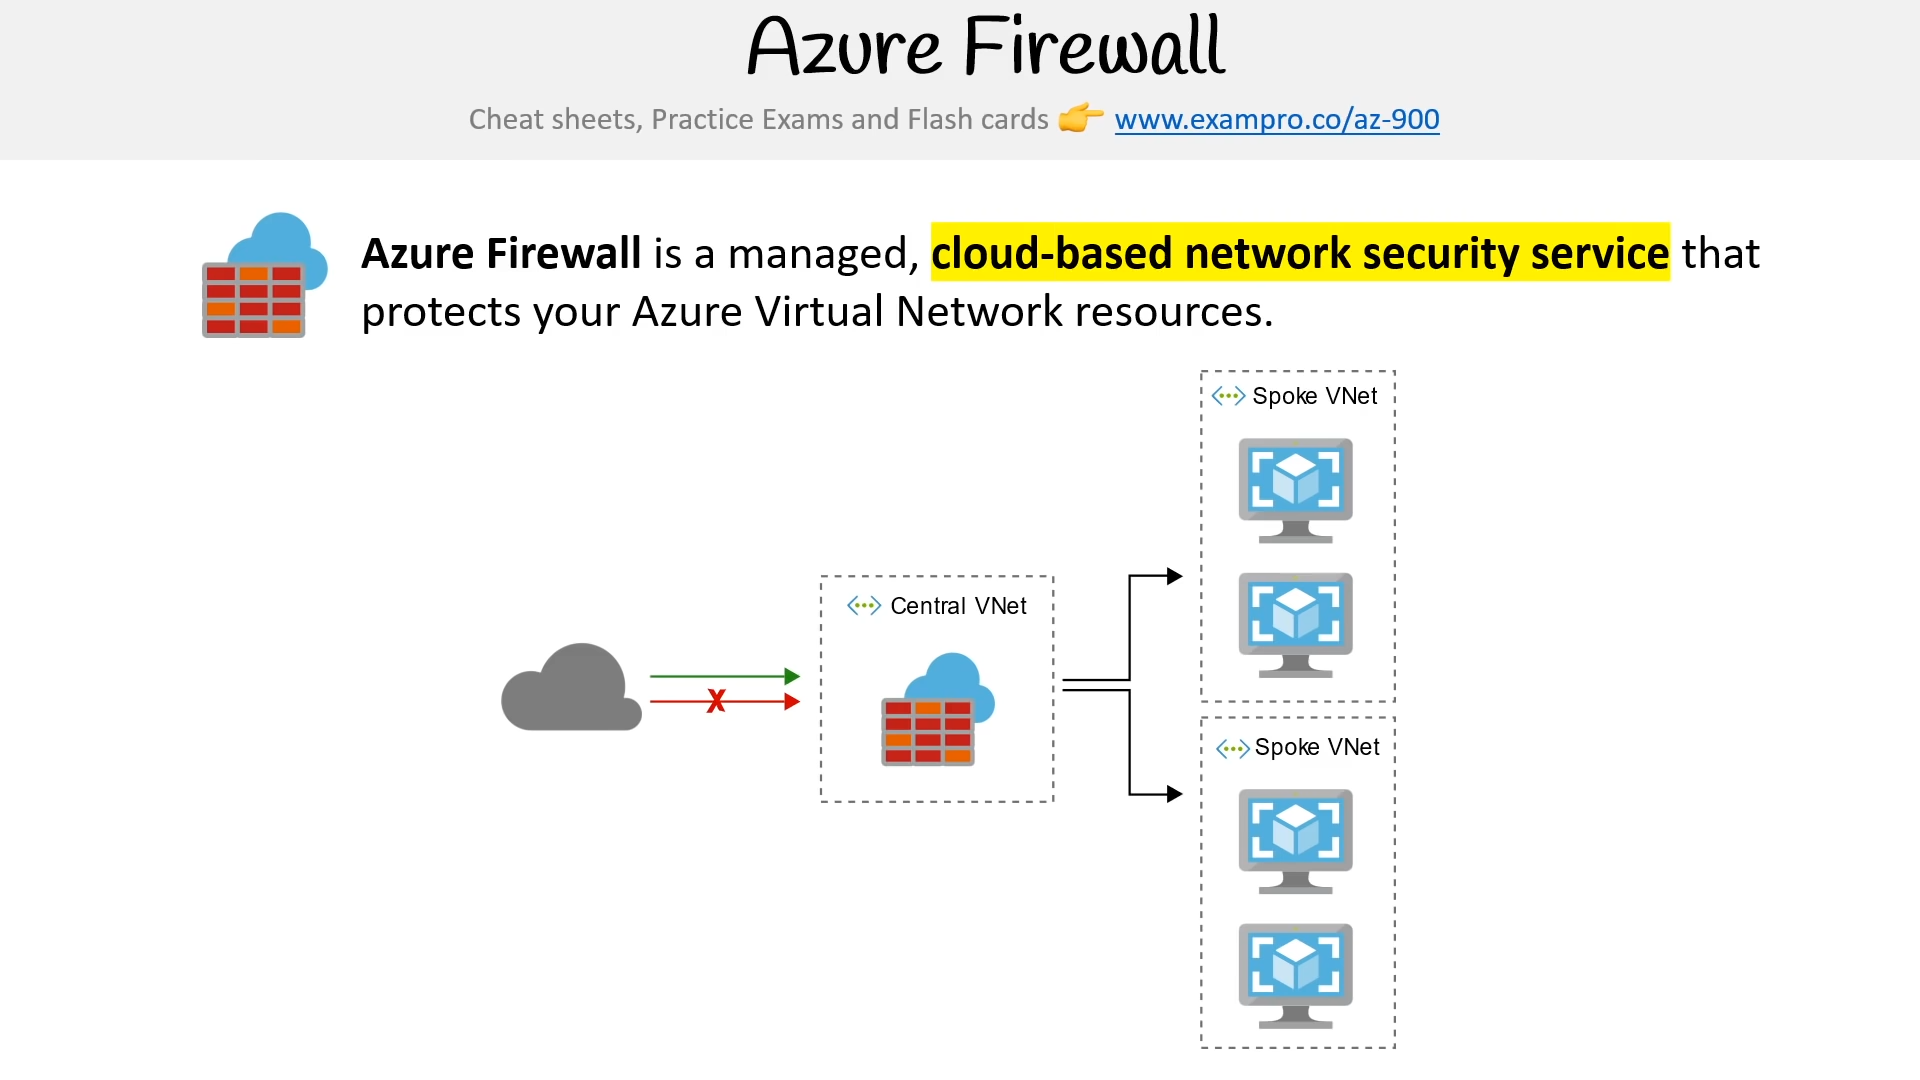 Azure Firewall
Cheat sheets, Practice Exams and Flash cards 👉 www.exampro.co/az-900
Azure Firewall is a managed, cloud-based network security service that
protects your Azure Virtual Network resources.
Spoke VNet
Central VNet
X
Spoke VNet